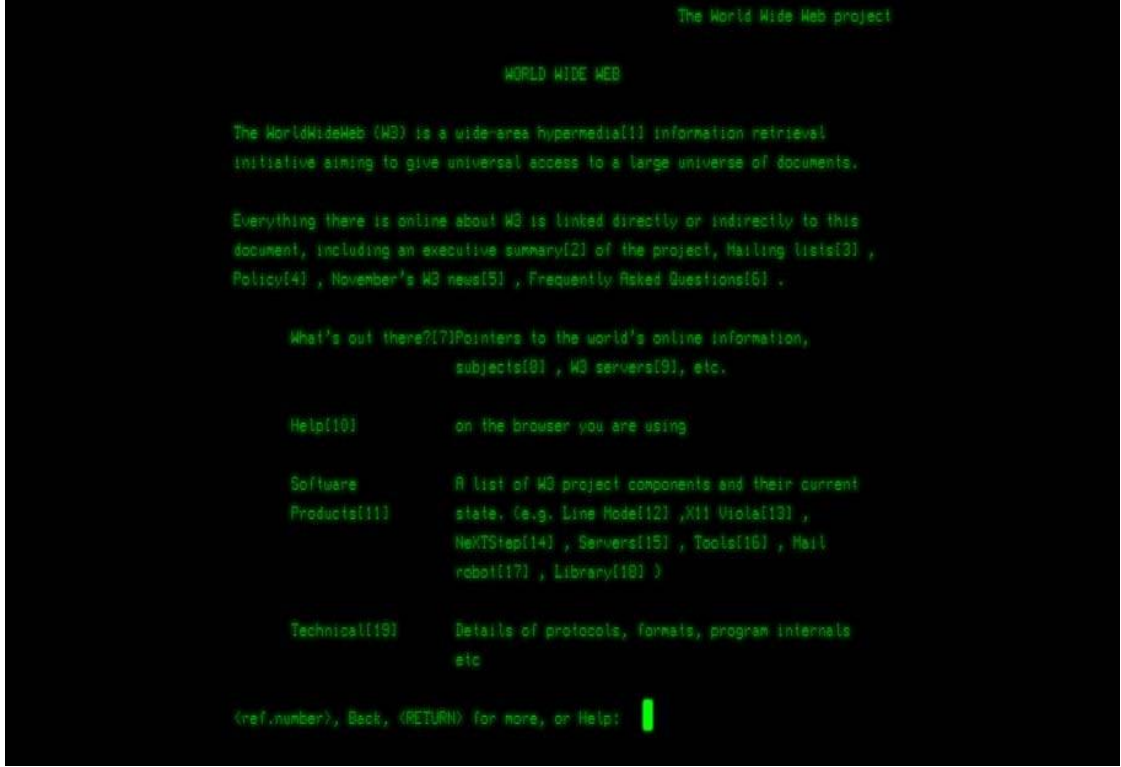 The World Wide Web project
WORLD WIDE WEB
The WorldWideWeb (W3) is a wide-area hypermedia[1] information retrieval
initiative aiming to give universal access to a large universe of documents.
Everything there is online about W3 is linked directly or indirectly to this
document, including an executive summary[2] of the project, Mailing lists[3] ,
Policy[4] , November's W3 news[5] , Frequently Asked Questions[6] .
What's out there?[7]Pointers to the world's online information,
subjects[8] , W3 servers[9], etc.
Help[10] on the browser you are using
Software A list of W3 project components and their current
Products[11] state. (e.g. Line Mode[12] ,X11 Viola[13] ,
NeXTStep[14] , Servers[15] , Tools[16] , Mail
robot[17] , Library[18] )
Technical[19] Details of protocols, formats, program internals
etc
<ref.number>, Back, <RETURN> for more, or Help: